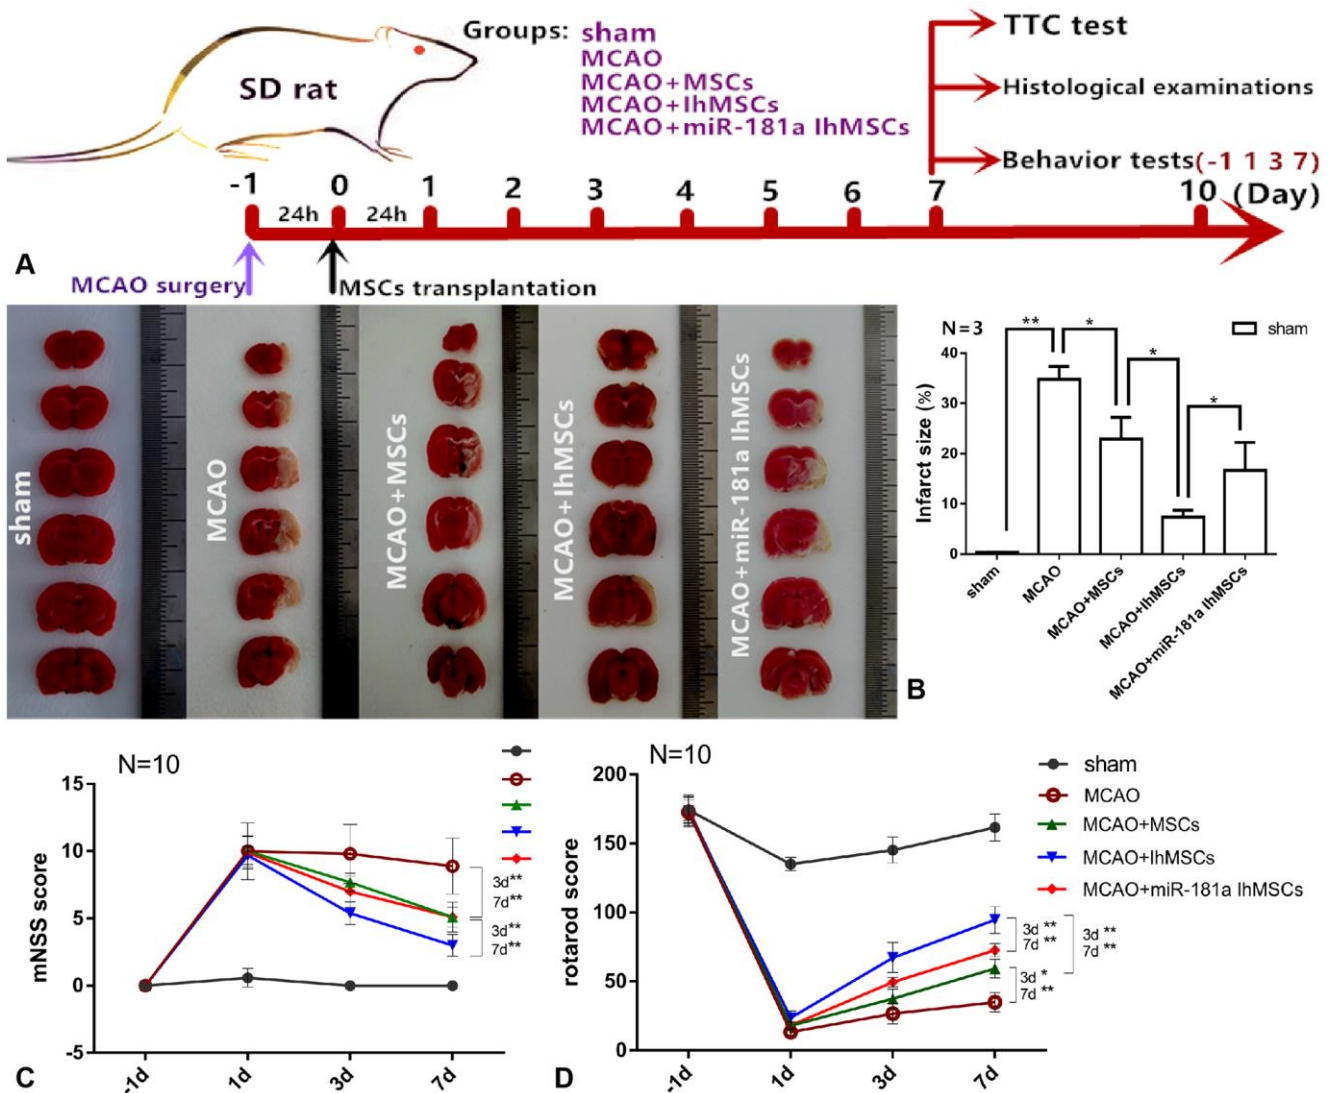 Groups: sham
MCAO
MCAO+MSCs
MCAO+IhMSCs
MCAO+miR-181a IhMSCs
SD rat
TTC test
Histological examinations
Behavior tests(-1 1 3 7)
-1 0 1 2 3 4 5 6 7 10 (Day)
24h 24h
A
MCAO surgery
MSCs transplantation
sham
MCAO
MCAO+MSCs
MCAO+IhMSCs
MCAO+miR-181a IhMSCs
B
N=3
sham
** * * *
Infarct size (%)
40
30
20
10
0
sham
MCAO
MCAO+MSCs
MCAO+IhMSCs
MCAO+miR-181a IhMSCs
C
N=10
mNSS score
15
10
5
0
-5
-1d 1d 3d 7d
3d**
7d**
3d**
7d**
D
N=10
rotarod score
200
150
100
50
0
-1d 1d 3d 7d
sham
MCAO
MCAO+MSCs
MCAO+IhMSCs
MCAO+miR-181a IhMSCs
3d **
7d **
3d **
7d **
3d *
7d **